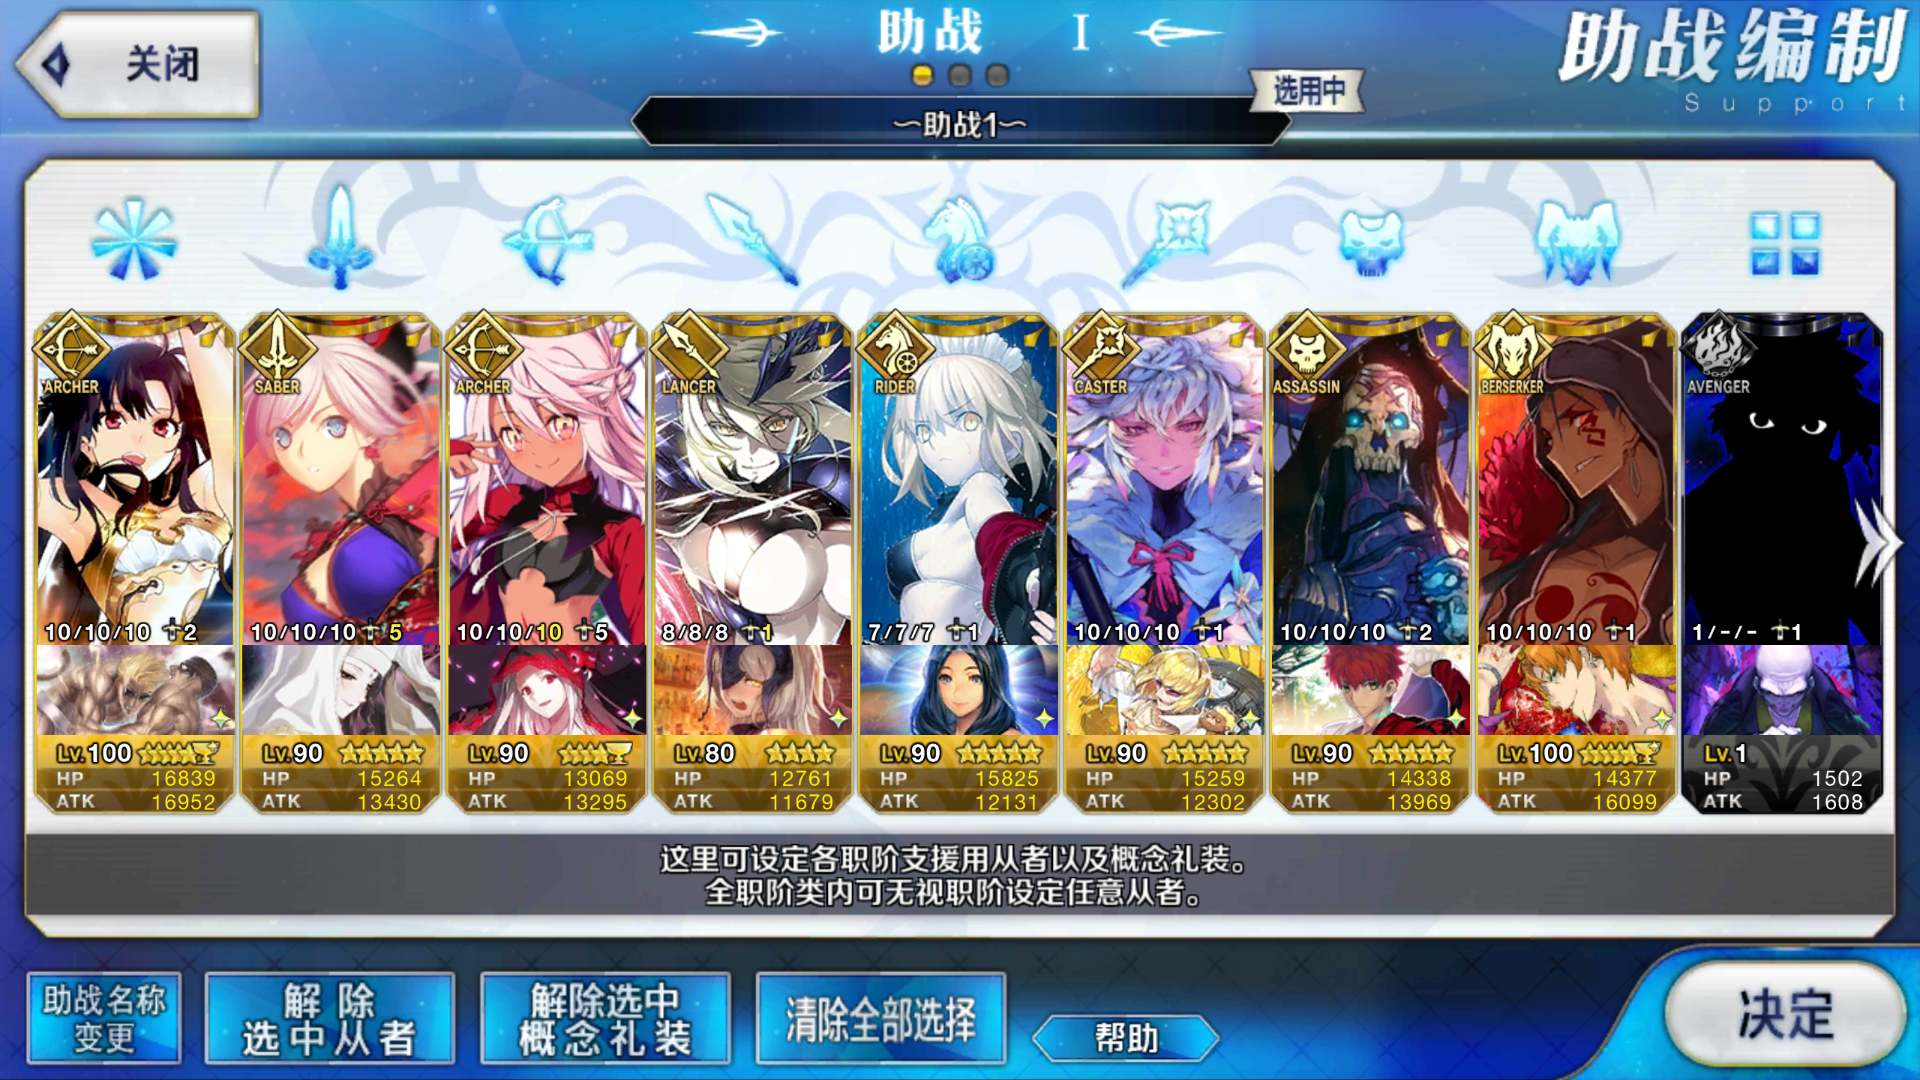 关闭
助战 I
选用中
～助战1～
助战编制
Support
ARCHER
10/10/10 2
Lv.100
HP 16839
ATK 16952
SABER
10/10/10 5
Lv.90
HP 15264
ATK 13430
ARCHER
10/10/10 5
Lv.90
HP 13069
ATK 13295
LANCER
8/8/8 1
Lv.80
HP 12761
ATK 11679
RIDER
7/7/7 1
Lv.90
HP 15825
ATK 12131
CASTER
10/10/10 1
Lv.90
HP 15259
ATK 12302
ASSASSIN
10/10/10 2
Lv.90
HP 14338
ATK 13969
BERSERKER
10/10/10 1
Lv.100
HP 14377
ATK 16099
AVENGER
1/-/- 1
Lv.1
HP 1502
ATK 1608
这里可设定各职阶支援用从者以及概念礼装。
全职阶类内可无视职阶设定任意从者。
助战名称
变更
解除
选中从者
解除选中
概念礼装
清除全部选择
帮助
决定